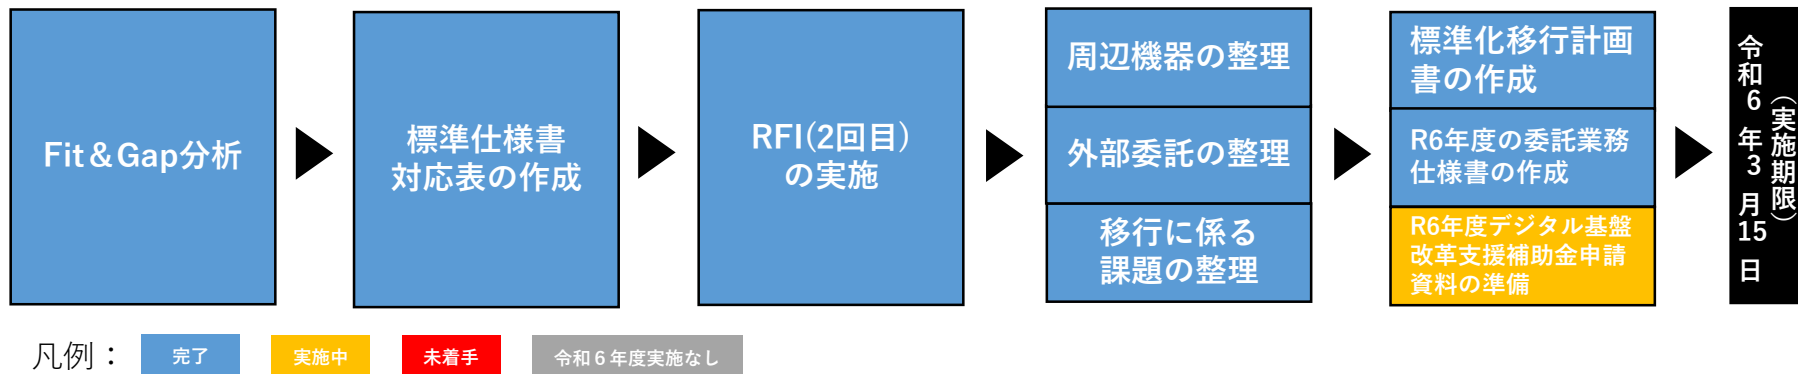 Fit＆Gap分析
標準仕様書
対応表の作成
RFI(2回目)
の実施
周辺機器の整理
外部委託の整理
移行に係る
課題の整理
標準化移行計画
書の作成
R6年度の委託業務
仕様書の作成
R6年度デジタル基盤
改革支援補助金申請
資料の準備
（実施期限）
令和6年3月15日
凡例：
完了
実施中
未着手
令和６年度実施なし